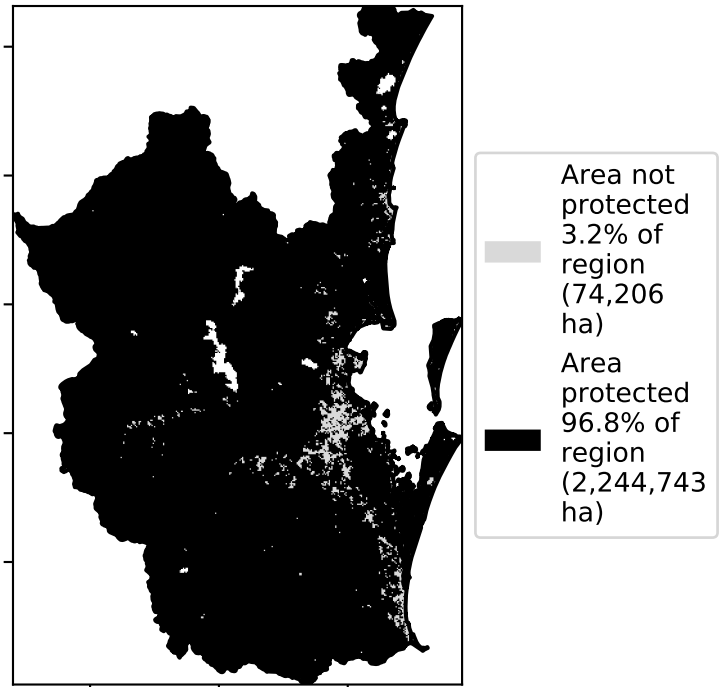 Area not
protected
3.2% of
region
(74,206
ha)
Area
protected
96.8% of
region
(2,244,743
ha)